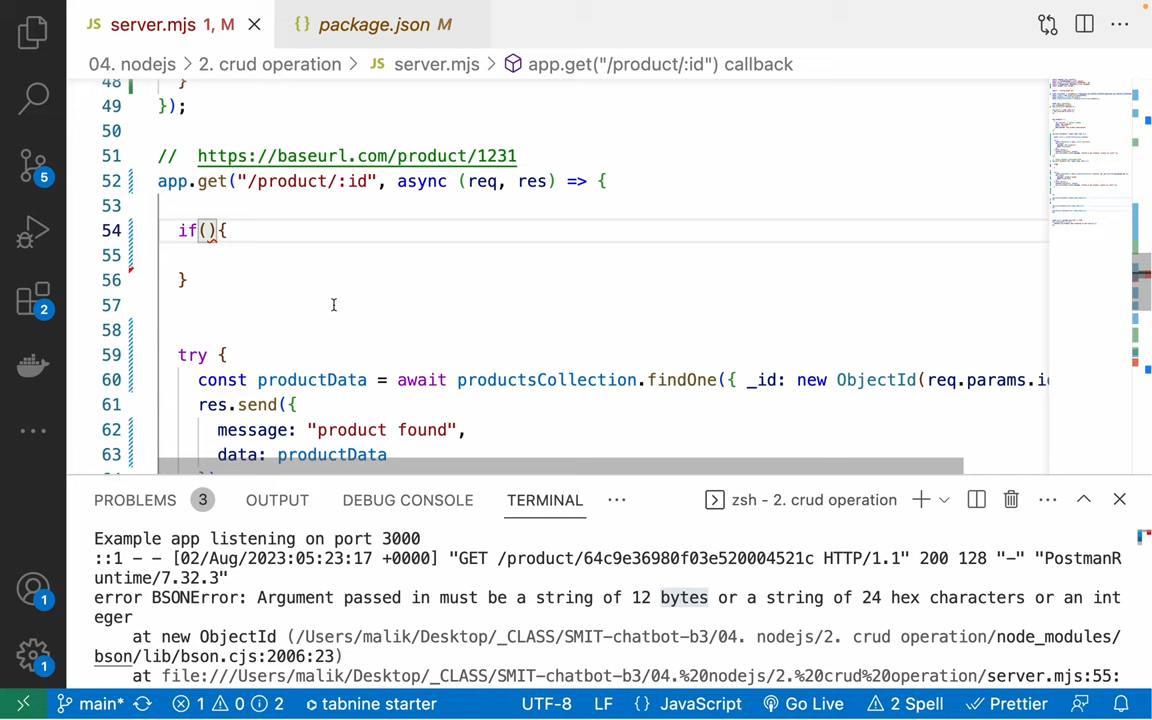 JS server.mjs 1, M
{} package.json M
04. nodejs > 2. crud operation > JS server.mjs > app.get("/product/:id") callback
48 }
49 });
50
51 // https://baseurl.com/product/1231
52 app.get("/product/:id", async (req, res) => {
53
54 if(){
55
56 }
57
58
59 try {
60 const productData = await productsCollection.findOne({ _id: new ObjectId(req.params.i
61 res.send({
62 message: "product found",
63 data: productData
5
2
1
1
PROBLEMS 3 OUTPUT DEBUG CONSOLE TERMINAL ··· zsh - 2. crud operation
Example app listening on port 3000
::1 - - [02/Aug/2023:05:23:17 +0000] "GET /product/64c9e36980f03e520004521c HTTP/1.1" 200 128 "-" "PostmanR
untime/7.32.3"
error BSONError: Argument passed in must be a string of 12 bytes or a string of 24 hex characters or an int
eger
at new ObjectId (/Users/malik/Desktop/_CLASS/SMIT-chatbot-b3/04. nodejs/2. crud operation/node_modules/
bson/lib/bson.cjs:2006:23)
at file:///Users/malik/Desktop/_CLASS/SMIT-chatbot-b3/04.%20nodejs/2.%20crud%20operation/server.mjs:55:
main* 1 0 2 tabnine starter UTF-8 LF {} JavaScript Go Live 2 Spell Prettier